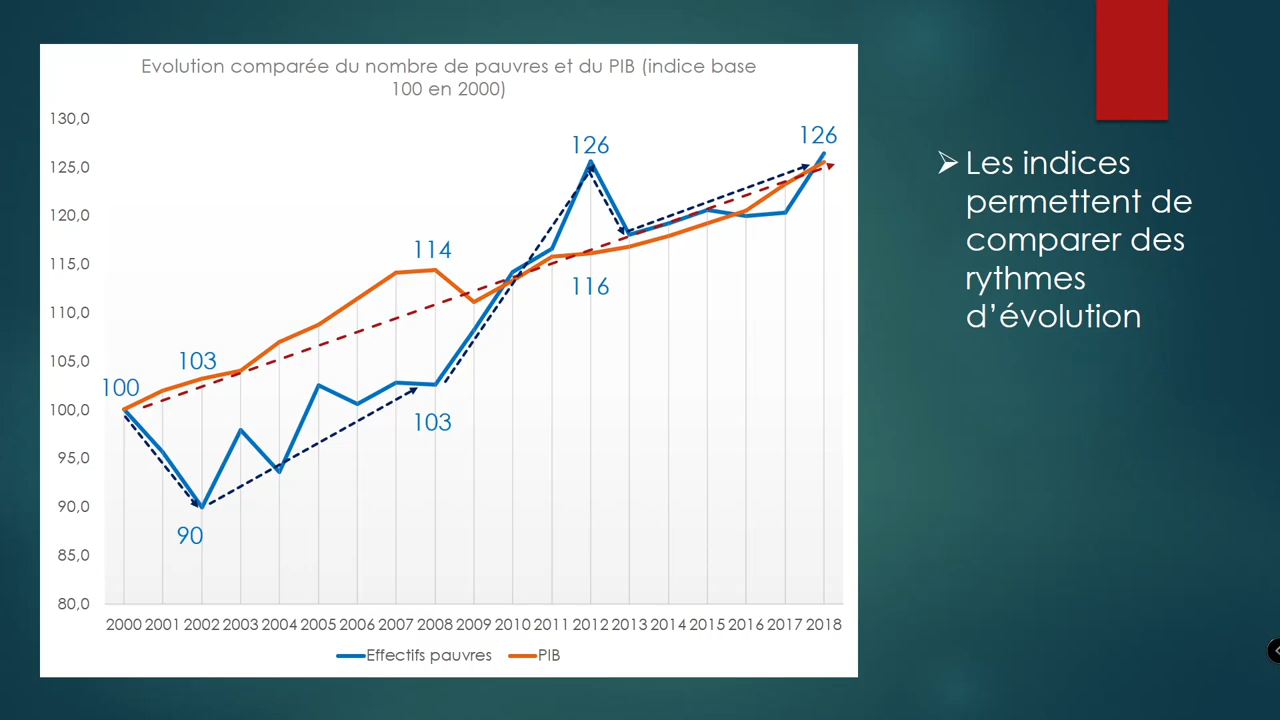 Evolution comparée du nombre de pauvres et du PIB (indice base
100 en 2000)
130,0
125,0
120,0
115,0
110,0
105,0
100,0
95,0
90,0
85,0
80,0
100
103
90
114
103
126
116
126
2000 2001 2002 2003 2004 2005 2006 2007 2008 2009 2010 2011 2012 2013 2014 2015 2016 2017 2018
Effectifs pauvres PIB
Les indices
permettent de
comparer des
rythmes
d’évolution